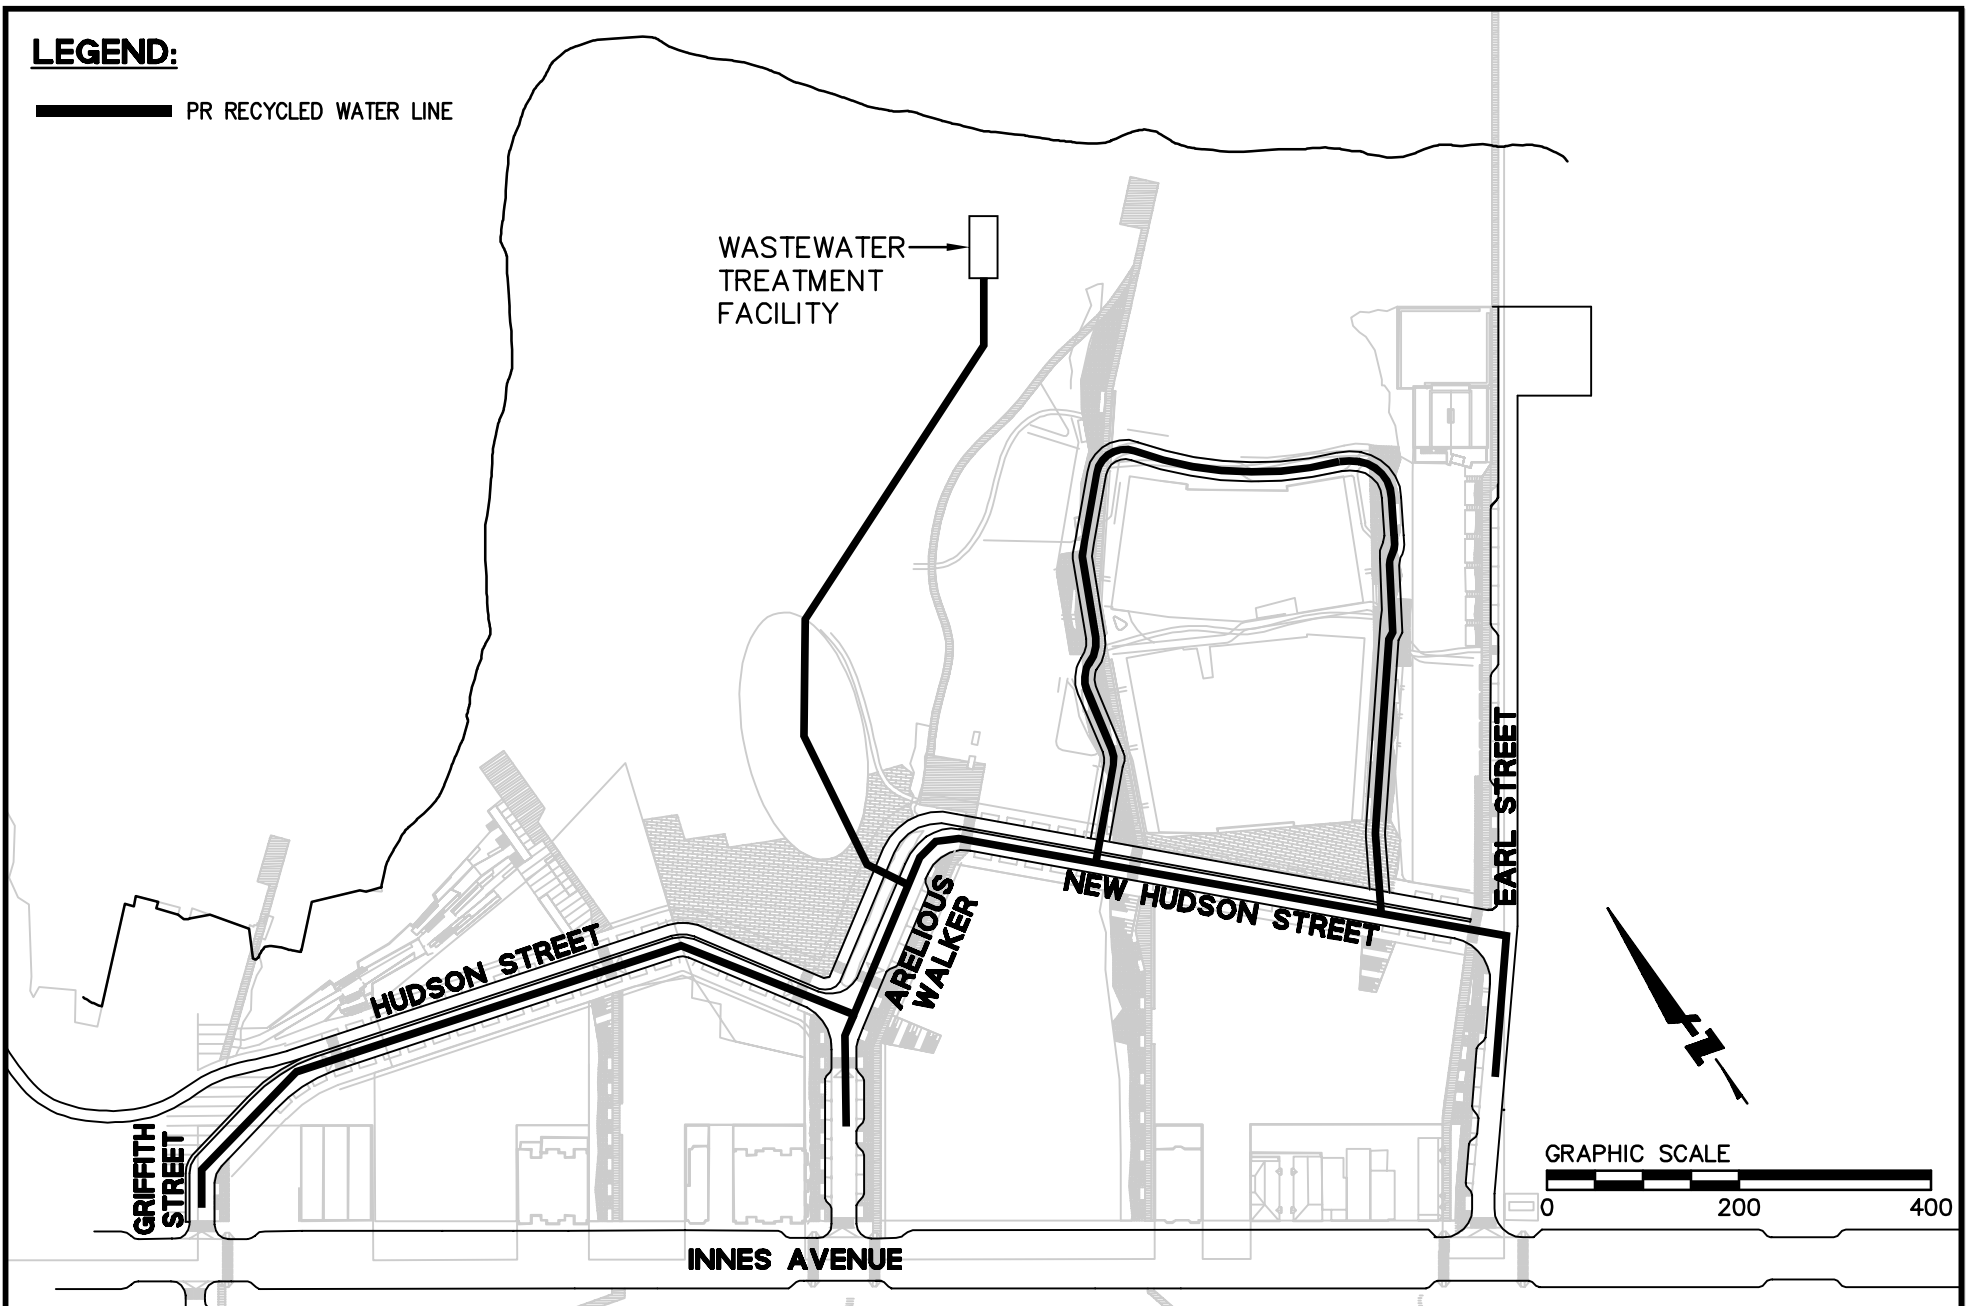 LEGEND:
PR RECYCLED WATER LINE
WASTEWATER
TREATMENT
FACILITY
EARL STREET
NEW HUDSON STREET
ARELIOUS
WALKER
HUDSON STREET
GRIFFITH
STREET
INNES AVENUE
N
GRAPHIC SCALE
0 200 400